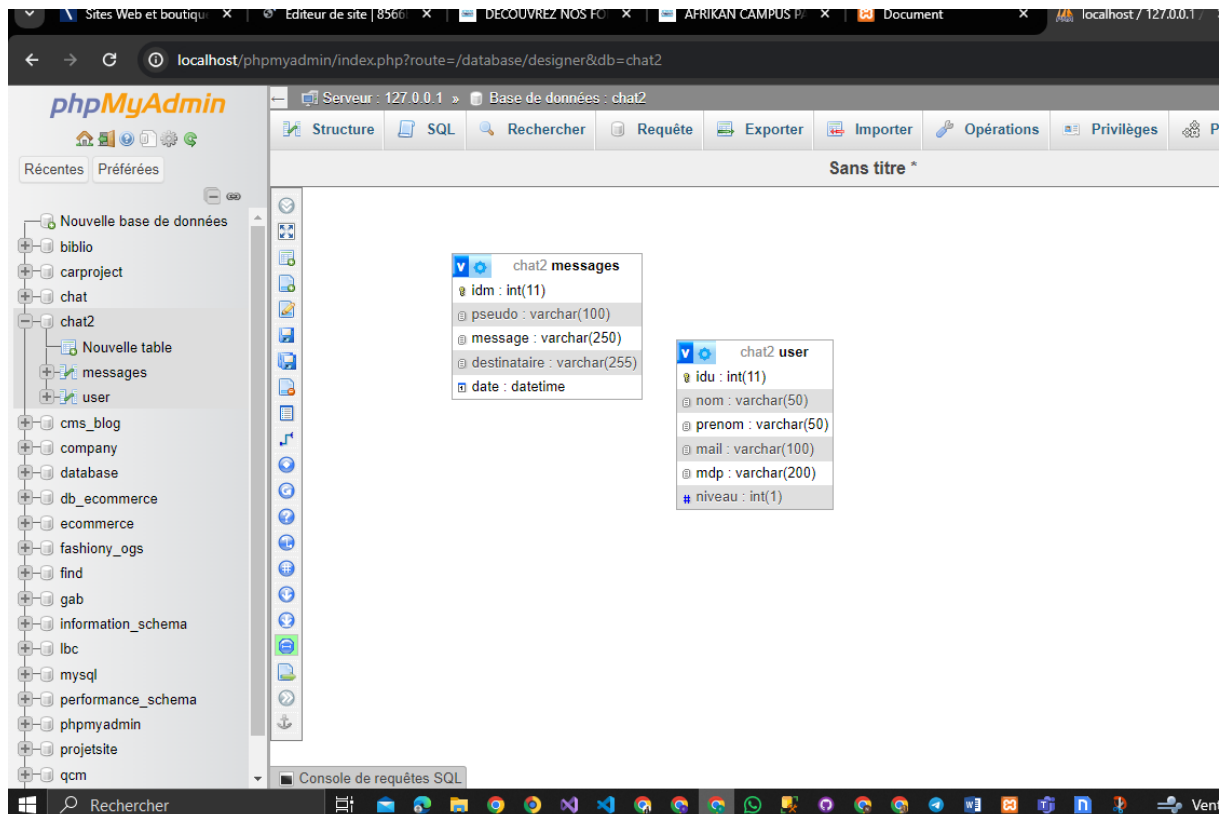 Sites Web et boutiqu
Editeur de site | 8566
DECOUVREZ NOS FO
AFRIKAN CAMPUS PA
Document
localhost / 127.0.0.1 /
localhost/phpmyadmin/index.php?route=/database/designer&db=chat2
phpMyAdmin
Récentes Préférées
Nouvelle base de données
biblio
carproject
chat
chat2
Nouvelle table
messages
user
cms_blog
company
database
db_ecommerce
ecommerce
fashiony_ogs
find
gab
information_schema
lbc
mysql
performance_schema
phpmyadmin
projetsite
qcm
Serveur : 127.0.0.1 » Base de données : chat2
Structure SQL Rechercher Requête Exporter Importer Opérations Privilèges P
Sans titre *
v chat2 messages
idm : int(11)
pseudo : varchar(100)
message : varchar(250)
destinataire : varchar(255)
date : datetime
v chat2 user
idu : int(11)
nom : varchar(50)
prenom : varchar(50)
mail : varchar(100)
mdp : varchar(200)
# niveau : int(1)
Console de requêtes SQL
Rechercher
Vent